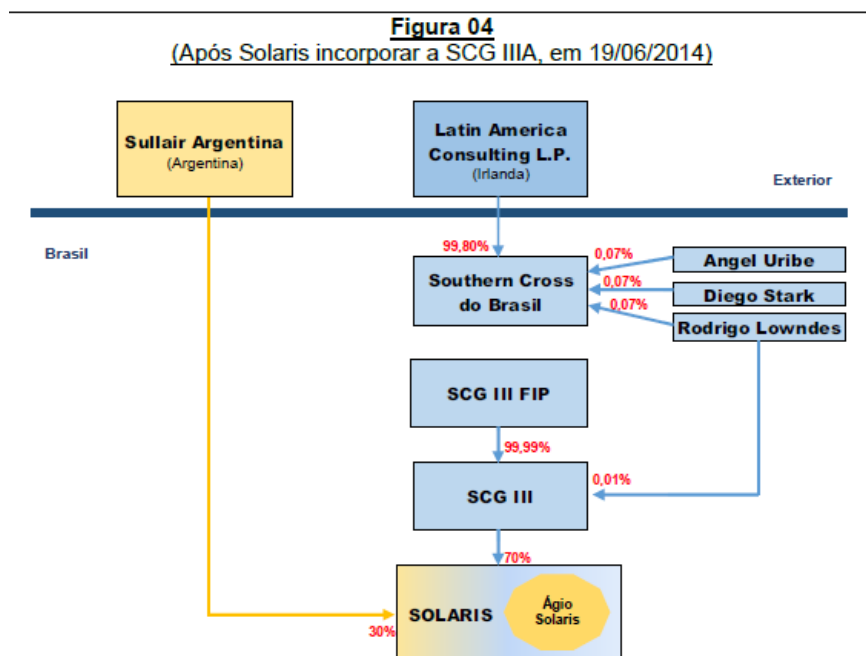 Figura 04
(Após Solaris incorporar a SCG IIIA, em 19/06/2014)
Sullair Argentina
(Argentina)
Latin America
Consulting L.P.
(Irlanda)
Exterior
Brasil
99,80%
Southern Cross
do Brasil
0,07%
Angel Uribe
0,07%
Diego Stark
0,07%
Rodrigo Lowndes
SCG III FIP
99,99%
SCG III
0,01%
70%
SOLARIS
Ágio
Solaris
30%